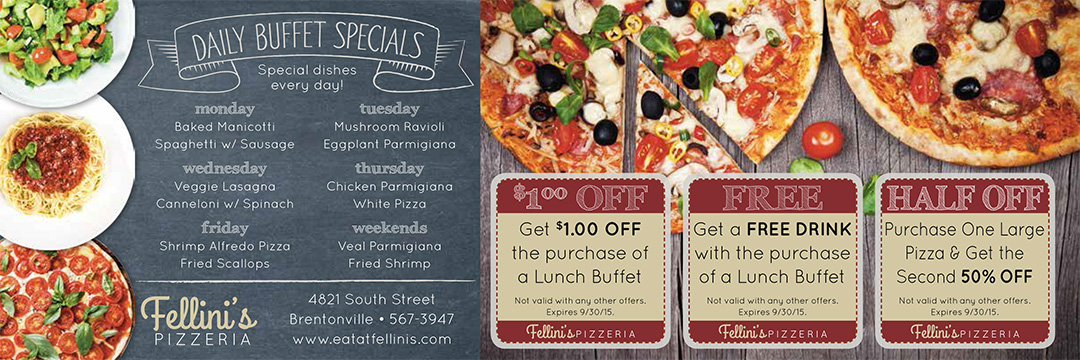 DAILY BUFFET SPECIALS
Special dishes
every day!
monday
Baked Manicotti
Spaghetti w/ Sausage
tuesday
Mushroom Ravioli
Eggplant Parmigiana
wednesday
Veggie Lasagna
Canneloni w/ Spinach
thursday
Chicken Parmigiana
White Pizza
friday
Shrimp Alfredo Pizza
Fried Scallops
weekends
Veal Parmigiana
Fried Shrimp
Fellini's
PIZZERIA
4821 South Street
Brentonville • 567-3947
www.eatatfellinis.com
$1.00 OFF
Get $1.00 OFF
the purchase of
a Lunch Buffet
Not valid with any other offers.
Expires 9/30/15.
Fellini's PIZZERIA
FREE
Get a FREE DRINK
with the purchase
of a Lunch Buffet
Not valid with any other offers.
Expires 9/30/15.
Fellini's PIZZERIA
HALF OFF
Purchase One Large
Pizza & Get the
Second 50% OFF
Not valid with any other offers.
Expires 9/30/15.
Fellini's PIZZERIA